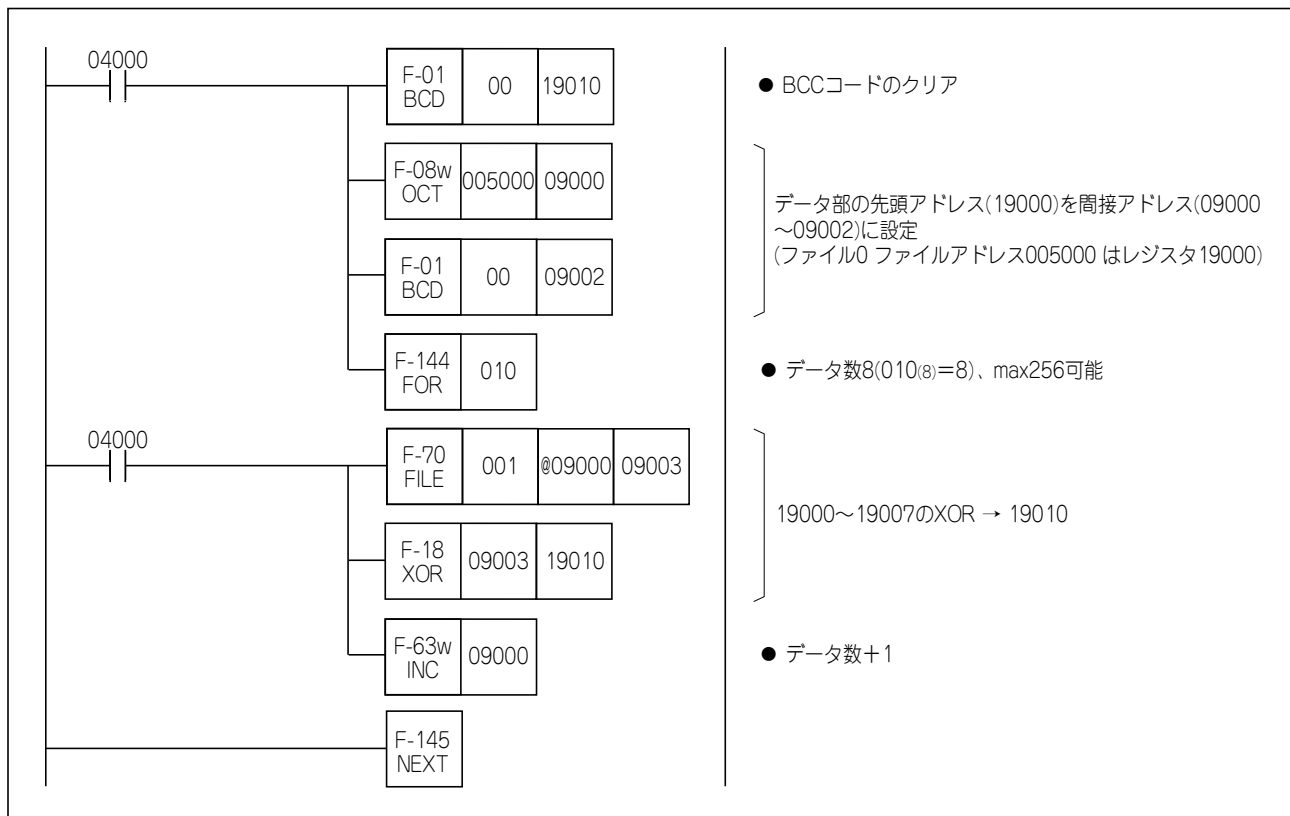 04000
F-01
BCD
00
19010
● BCCコードのクリア
F-08w
OCT
005000
09000
データ部の先頭アドレス(19000)を間接アドレス(09000
～09002)に設定
(ファイル0 ファイルアドレス005000 はレジスタ19000)
F-01
BCD
00
09002
F-144
FOR
010
● データ数8(010(8)＝8)、max256可能
04000
F-70
FILE
001
@09000
09003
19000～19007のXOR → 19010
F-18
XOR
09003
19010
F-63w
INC
09000
● データ数＋1
F-145
NEXT